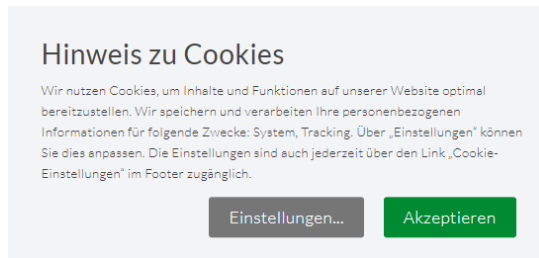 Hinweis zu Cookies
Wir nutzen Cookies, um Inhalte und Funktionen auf unserer Website optimal
bereitzustellen. Wir speichern und verarbeiten Ihre personenbezogenen
Informationen für folgende Zwecke: System, Tracking. Über „Einstellungen“ können
Sie dies anpassen. Die Einstellungen sind auch jederzeit über den Link „Cookie-
Einstellungen“ im Footer zugänglich.
Einstellungen... Akzeptieren